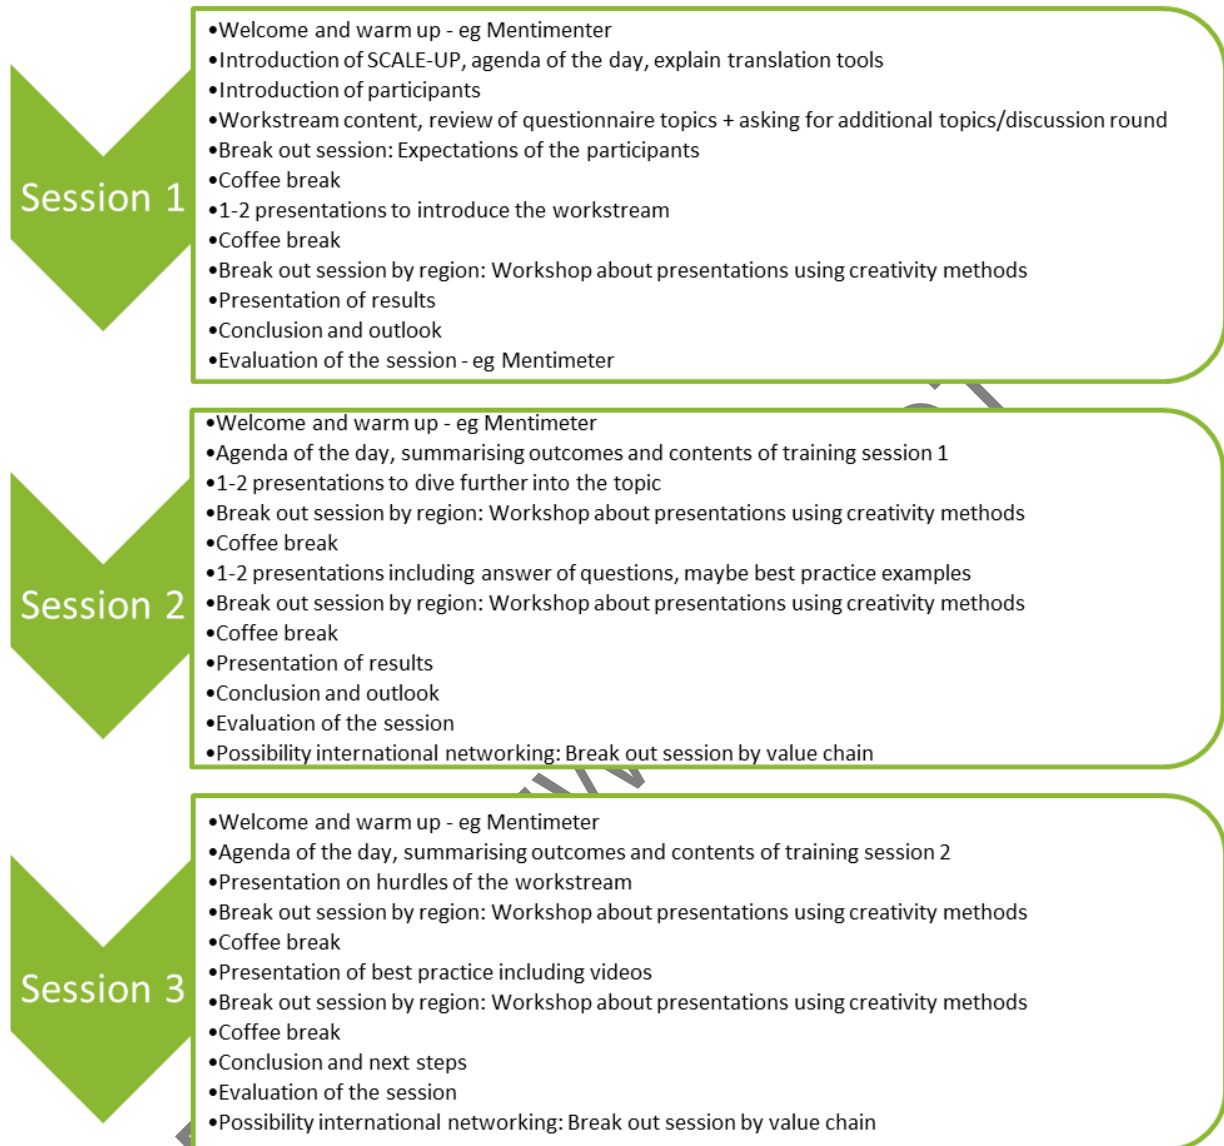 Session 1
•Welcome and warm up - eg Mentimenter
•Introduction of SCALE-UP, agenda of the day, explain translation tools
•Introduction of participants
•Workstream content, review of questionnaire topics + asking for additional topics/discussion round
•Break out session: Expectations of the participants
•Coffee break
•1-2 presentations to introduce the workstream
•Coffee break
•Break out session by region: Workshop about presentations using creativity methods
•Presentation of results
•Conclusion and outlook
•Evaluation of the session - eg Mentimeter
Session 2
•Welcome and warm up - eg Mentimeter
•Agenda of the day, summarising outcomes and contents of training session 1
•1-2 presentations to dive further into the topic
•Break out session by region: Workshop about presentations using creativity methods
•Coffee break
•1-2 presentations including answer of questions, maybe best practice examples
•Break out session by region: Workshop about presentations using creativity methods
•Coffee break
•Presentation of results
•Conclusion and outlook
•Evaluation of the session
•Possibility international networking: Break out session by value chain
Session 3
•Welcome and warm up - eg Mentimeter
•Agenda of the day, summarising outcomes and contents of training session 2
•Presentation on hurdles of the workstream
•Break out session by region: Workshop about presentations using creativity methods
•Coffee break
•Presentation of best practice including videos
•Break out session by region: Workshop about presentations using creativity methods
•Coffee break
•Conclusion and next steps
•Evaluation of the session
•Possibility international networking: Break out session by value chain